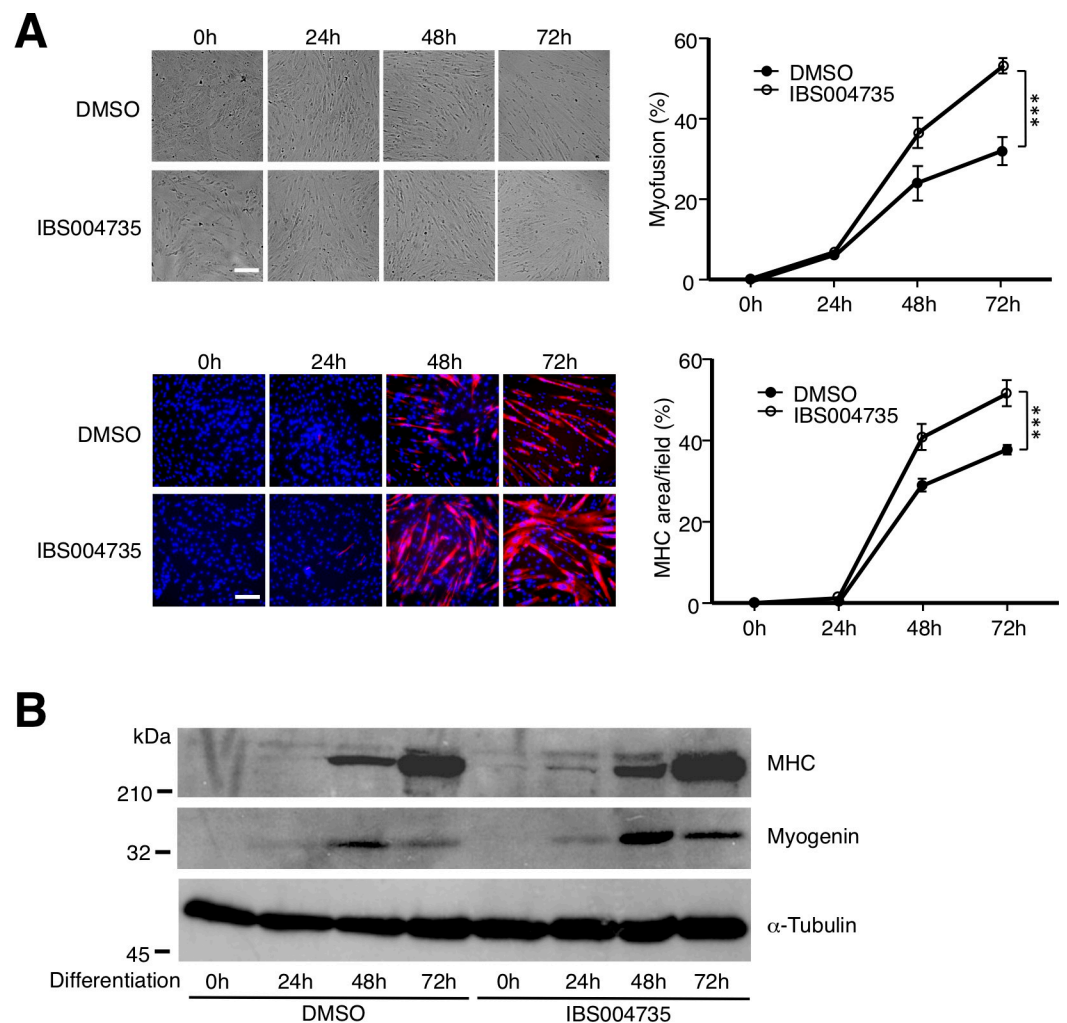 A
0h 24h 48h 72h
DMSO
IBS004735
60
40
20
0
Myofusion (%)
DMSO
IBS004735
***
0h 24h 48h 72h
0h 24h 48h 72h
DMSO
IBS004735
60
40
20
0
MHC area/field (%)
DMSO
IBS004735
***
0h 24h 48h 72h
B
kDa
210
MHC
32
Myogenin
45
α-Tubulin
Differentiation 0h 24h 48h 72h 0h 24h 48h 72h
DMSO IBS004735